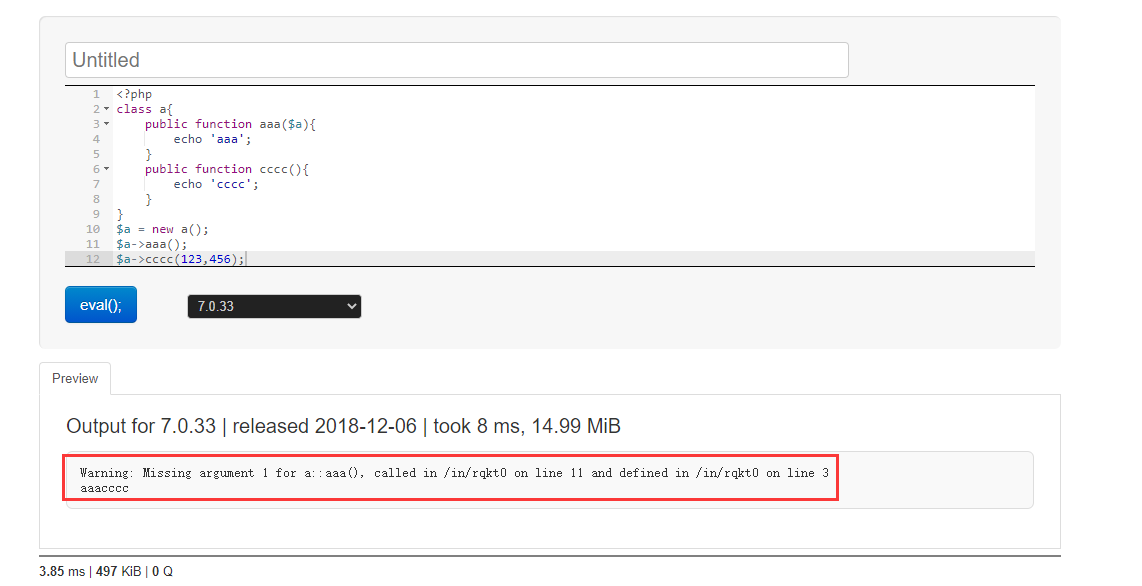 Untitled
1 <?php
2 class a{
3 public function aaa($a){
4 echo 'aaa';
5 }
6 public function cccc(){
7 echo 'cccc';
8 }
9 }
10 $a = new a();
11 $a->aaa();
12 $a->cccc(123,456);
eval(); 7.0.33
Preview
Output for 7.0.33 | released 2018-12-06 | took 8 ms, 14.99 MiB
Warning: Missing argument 1 for a::aaa(), called in /in/rqkt0 on line 11 and defined in /in/rqkt0 on line 3
aaacccc
3.85 ms | 497 KiB | 0 Q